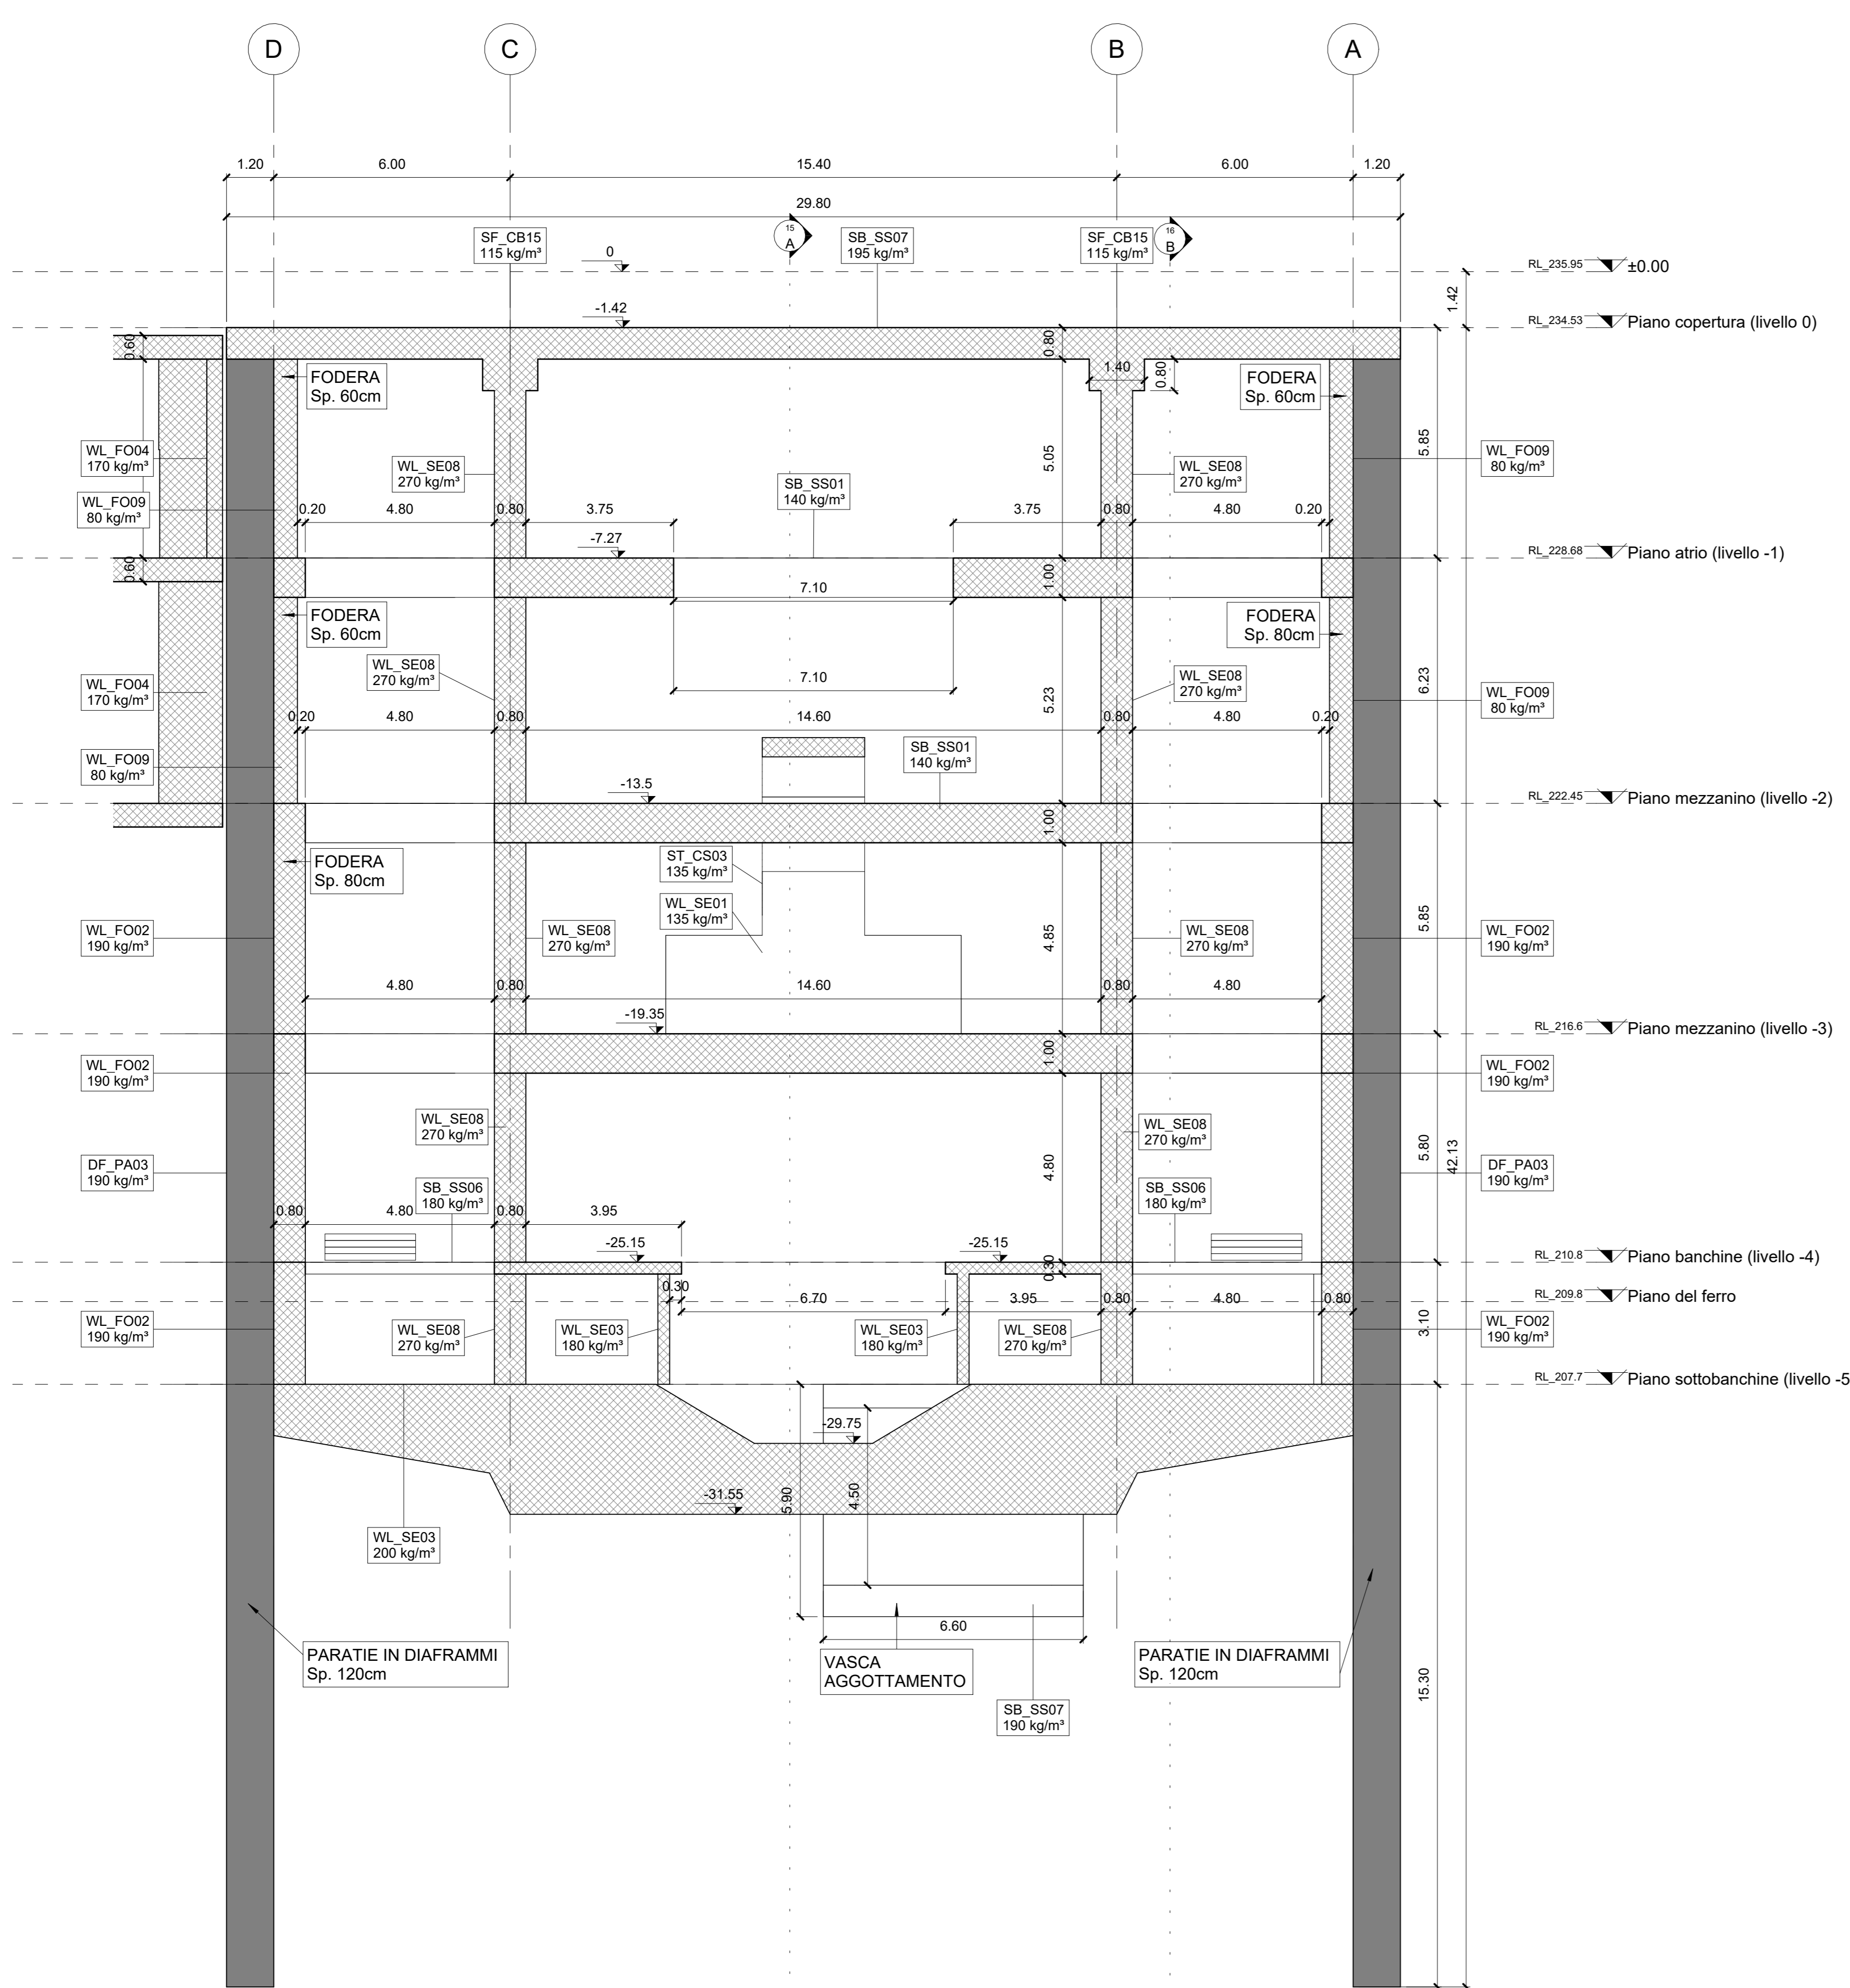 D
C
B
A
1.20
6.00
15.40
6.00
1.20
29.80
SF_CB15
115 kg/m³
0
15
A
SB_SS07
195 kg/m³
SF_CB15
115 kg/m³
16
B
RL_235.95
±0.00
1.42
-1.42
RL_234.53
Piano copertura (livello 0)
0.60
0.80
1.40
0.80
FODERA
Sp. 60cm
FODERA
Sp. 60cm
WL_FO04
170 kg/m³
WL_SE08
270 kg/m³
5.05
WL_SE08
270 kg/m³
5.85
WL_FO09
80 kg/m³
WL_FO09
80 kg/m³
SB_SS01
140 kg/m³
0.20
4.80
0.80
3.75
3.75
0.80
4.80
0.20
-7.27
RL_228.68
Piano atrio (livello -1)
0.60
1.00
7.10
FODERA
Sp. 60cm
FODERA
Sp. 80cm
WL_FO04
170 kg/m³
WL_SE08
270 kg/m³
7.10
5.23
WL_SE08
270 kg/m³
6.23
WL_FO09
80 kg/m³
0.20
4.80
0.80
14.60
0.80
4.80
0.20
WL_FO09
80 kg/m³
SB_SS01
140 kg/m³
-13.5
RL_222.45
Piano mezzanino (livello -2)
1.00
FODERA
Sp. 80cm
ST_CS03
135 kg/m³
WL_SE01
135 kg/m³
WL_FO02
190 kg/m³
WL_SE08
270 kg/m³
4.85
WL_SE08
270 kg/m³
5.85
WL_FO02
190 kg/m³
4.80
0.80
14.60
0.80
4.80
-19.35
RL_216.6
Piano mezzanino (livello -3)
1.00
WL_FO02
190 kg/m³
WL_FO02
190 kg/m³
WL_SE08
270 kg/m³
WL_SE08
270 kg/m³
DF_PA03
190 kg/m³
4.80
5.80
42.13
DF_PA03
190 kg/m³
SB_SS06
180 kg/m³
SB_SS06
180 kg/m³
0.80
4.80
0.80
3.95
-25.15
-25.15
RL_210.8
Piano banchine (livello -4)
0.30
0.30
6.70
3.95
0.80
4.80
0.80
RL_209.8
Piano del ferro
WL_FO02
190 kg/m³
WL_SE08
270 kg/m³
WL_SE03
180 kg/m³
WL_SE03
180 kg/m³
WL_SE08
270 kg/m³
3.10
WL_FO02
190 kg/m³
RL_207.7
Piano sottobanchine (livello -5
-29.75
-31.55
5.90
4.50
WL_SE03
200 kg/m³
6.60
PARATIE IN DIAFRAMMI
Sp. 120cm
VASCA
AGGOTTAMENTO
PARATIE IN DIAFRAMMI
Sp. 120cm
15.30
SB_SS07
190 kg/m³